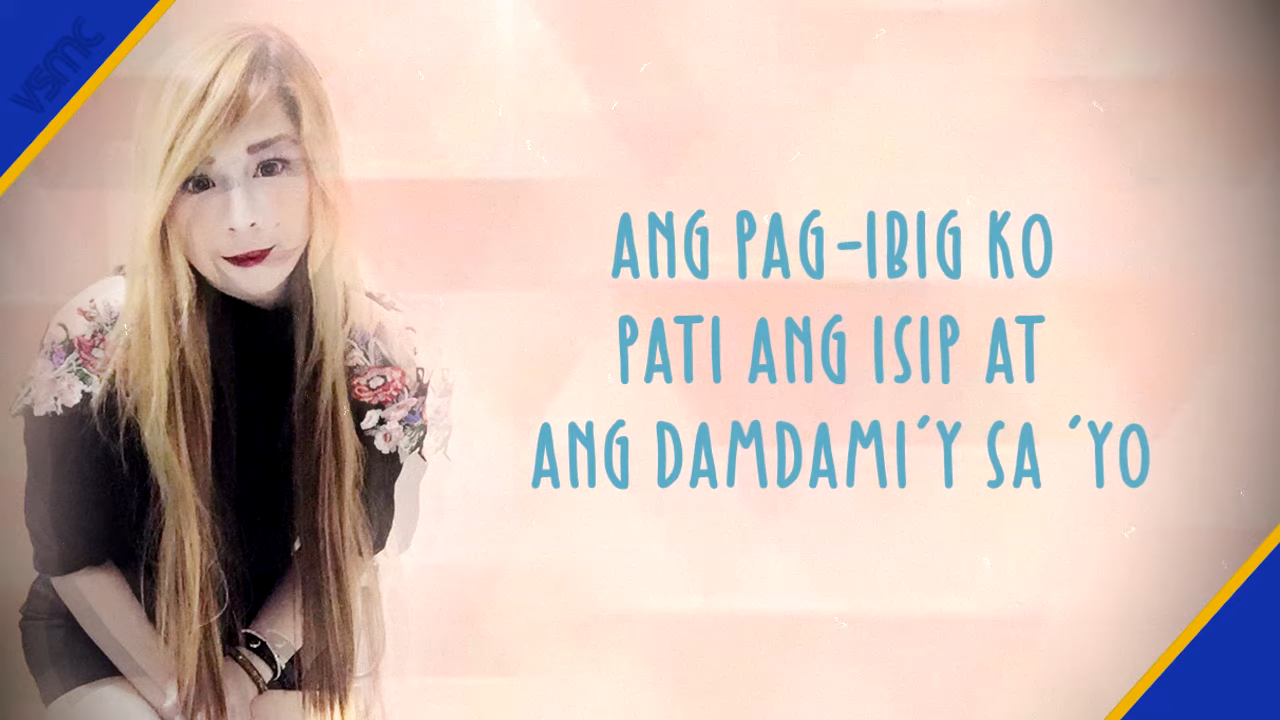 VSMC
ANG PAG-IBIG KO
PATI ANG ISIP AT
ANG DAMDAMI'Y SA 'YO